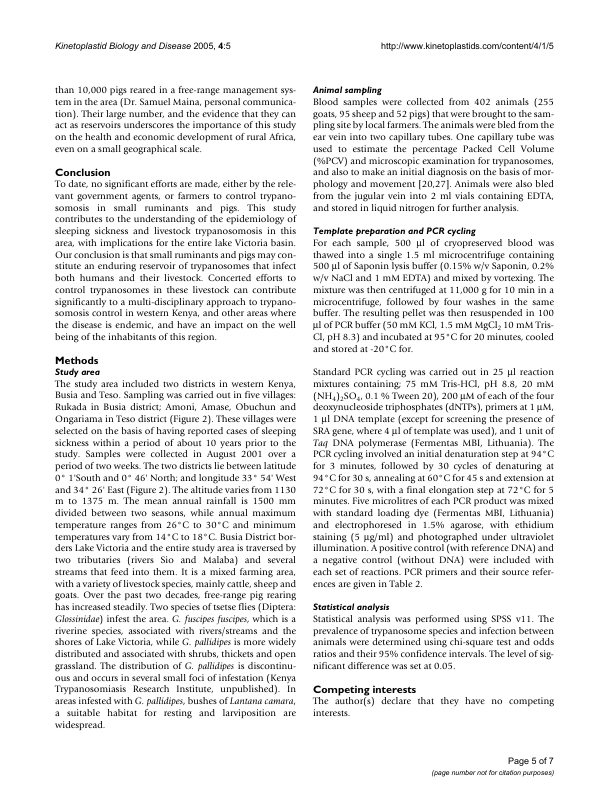 Kinetoplastid Biology and Disease 2005, 4:5
http://www.kinetoplastids.com/content/4/1/5
than 10,000 pigs reared in a free-range management sys-
tem in the area (Dr. Samuel Maina, personal communica-
tion). Their large number, and the evidence that they can
act as reservoirs underscores the importance of this study
on the health and economic development of rural Africa,
even on a small geographical scale.
Conclusion
To date, no significant efforts are made, either by the rele-
vant government agents, or farmers to control trypano-
somosis in small ruminants and pigs. This study
contributes to the understanding of the epidemiology of
sleeping sickness and livestock trypanosomosis in this
area, with implications for the entire lake Victoria basin.
Our conclusion is that small ruminants and pigs may con-
stitute an enduring reservoir of trypanosomes that infect
both humans and their livestock. Concerted efforts to
control trypanosomes in these livestock can contribute
significantly to a multi-disciplinary approach to trypano-
somosis control in western Kenya, and other areas where
the disease is endemic, and have an impact on the well
being of the inhabitants of this region.
Methods
Study area
The study area included two districts in western Kenya,
Busia and Teso. Sampling was carried out in five villages:
Rukada in Busia district; Amoni, Amase, Obuchun and
Ongariama in Teso district (Figure 2). These villages were
selected on the basis of having reported cases of sleeping
sickness within a period of about 10 years prior to the
study. Samples were collected in August 2001 over a
period of two weeks. The two districts lie between latitude
0° 1'South and 0° 46' North; and longitude 33° 54' West
and 34° 26' East (Figure 2). The altitude varies from 1130
m to 1375 m. The mean annual rainfall is 1500 mm
divided between two seasons, while annual maximum
temperature ranges from 26°C to 30°C and minimum
temperatures vary from 14°C to 18°C. Busia District bor-
ders Lake Victoria and the entire study area is traversed by
two tributaries (rivers Sio and Malaba) and several
streams that feed into them. It is a mixed farming area,
with a variety of livestock species, mainly cattle, sheep and
goats. Over the past two decades, free-range pig rearing
has increased steadily. Two species of tsetse flies (Diptera:
Glossinidae) infest the area. G. fuscipes fuscipes, which is a
riverine species, associated with rivers/streams and the
shores of Lake Victoria, while G. pallidipes is more widely
distributed and associated with shrubs, thickets and open
grassland. The distribution of G. pallidipes is discontinu-
ous and occurs in several small foci of infestation (Kenya
Trypanosomiasis Research Institute, unpublished). In
areas infested with G. pallidipes, bushes of Lantana camara,
a suitable habitat for resting and larviposition are
widespread.
Animal sampling
Blood samples were collected from 402 animals (255
goats, 95 sheep and 52 pigs) that were brought to the sam-
pling site by local farmers. The animals were bled from the
ear vein into two capillary tubes. One capillary tube was
used to estimate the percentage Packed Cell Volume
(%PCV) and microscopic examination for trypanosomes,
and also to make an initial diagnosis on the basis of mor-
phology and movement [20,27]. Animals were also bled
from the jugular vein into 2 ml vials containing EDTA,
and stored in liquid nitrogen for further analysis.
Template preparation and PCR cycling
For each sample, 500 µl of cryopreserved blood was
thawed into a single 1.5 ml microcentrifuge containing
500 µl of Saponin lysis buffer (0.15% w/v Saponin, 0.2%
w/v NaCl and 1 mM EDTA) and mixed by vortexing. The
mixture was then centrifuged at 11,000 g for 10 min in a
microcentrifuge, followed by four washes in the same
buffer. The resulting pellet was then resuspended in 100
µl of PCR buffer (50 mM KCl, 1.5 mM MgCl2 10 mM Tris-
Cl, pH 8.3) and incubated at 95°C for 20 minutes, cooled
and stored at -20°C for.
Standard PCR cycling was carried out in 25 µl reaction
mixtures containing; 75 mM Tris-HCl, pH 8.8, 20 mM
(NH4)2SO4, 0.1 % Tween 20), 200 µM of each of the four
deoxynucleoside triphosphates (dNTPs), primers at 1 µM,
1 µl DNA template (except for screening the presence of
SRA gene, where 4 µl of template was used), and 1 unit of
Taq DNA polymerase (Fermentas MBI, Lithuania). The
PCR cycling involved an initial denaturation step at 94°C
for 3 minutes, followed by 30 cycles of denaturing at
94°C for 30 s, annealing at 60°C for 45 s and extension at
72°C for 30 s, with a final elongation step at 72°C for 5
minutes. Five microlitres of each PCR product was mixed
with standard loading dye (Fermentas MBI, Lithuania)
and electrophoresed in 1.5% agarose, with ethidium
staining (5 µg/ml) and photographed under ultraviolet
illumination. A positive control (with reference DNA) and
a negative control (without DNA) were included with
each set of reactions. PCR primers and their source refer-
ences are given in Table 2.
Statistical analysis
Statistical analysis was performed using SPSS v11. The
prevalence of trypanosome species and infection between
animals were determined using chi-square test and odds
ratios and their 95% confidence intervals. The level of sig-
nificant difference was set at 0.05.
Competing interests
The author(s) declare that they have no competing
interests.
Page 5 of 7
(page number not for citation purposes)